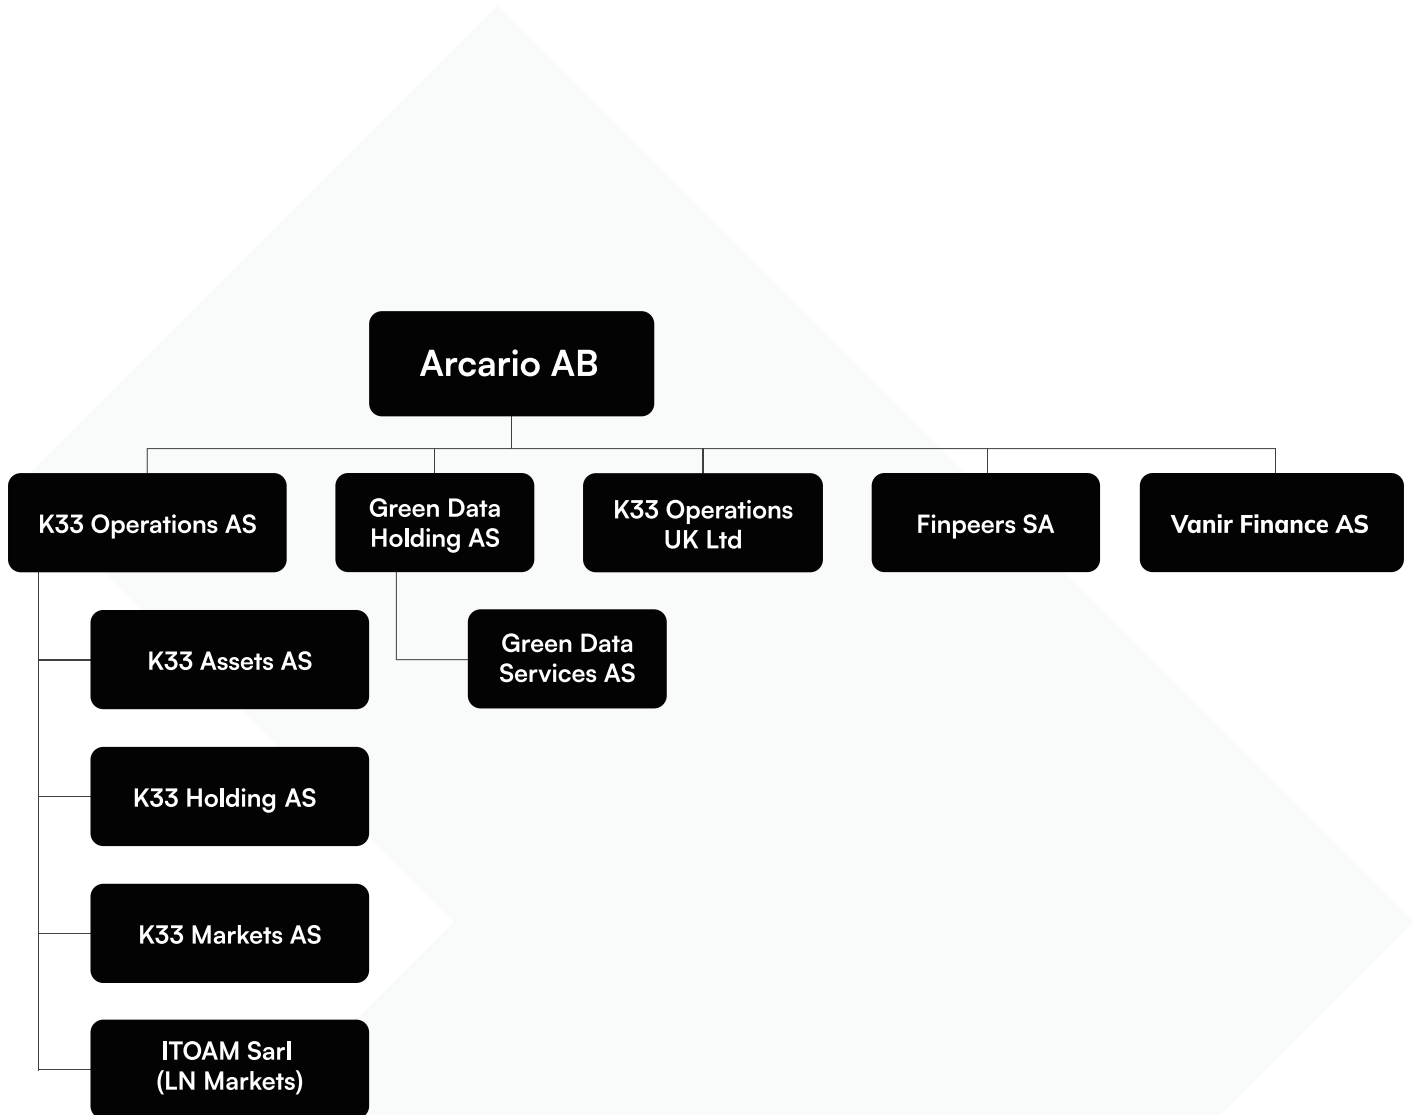 Arcario AB
K33 Operations AS
Green Data
Holding AS
K33 Operations
UK Ltd
Finpeers SA
Vanir Finance AS
K33 Assets AS
Green Data
Services AS
K33 Holding AS
K33 Markets AS
ITOAM Sarl
(LN Markets)